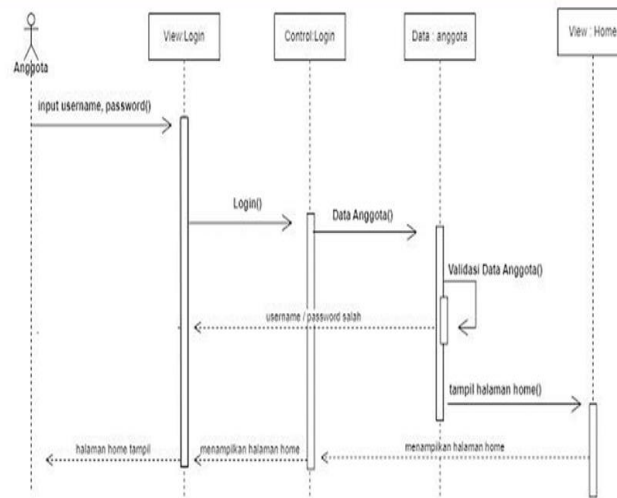 View:Login
Control:Login
Data : anggota
View : Home
Anggota
input username, password()
Login()
Data Anggota()
Validasi Data Anggota()
username / password salah
tampil halaman home()
halaman home tampil
menampilkan halaman home
menampilkan halaman home